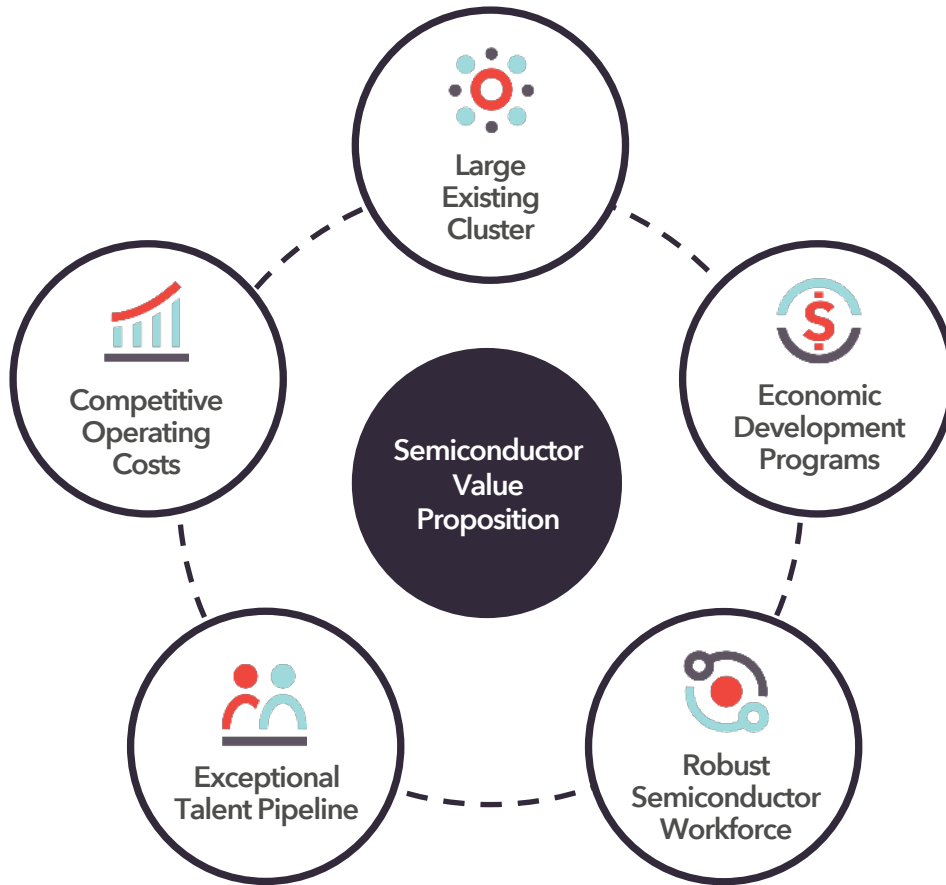 Large
Existing
Cluster
Competitive
Operating
Costs
Economic
Development
Programs
Semiconductor
Value
Proposition
Exceptional
Talent Pipeline
Robust
Semiconductor
Workforce